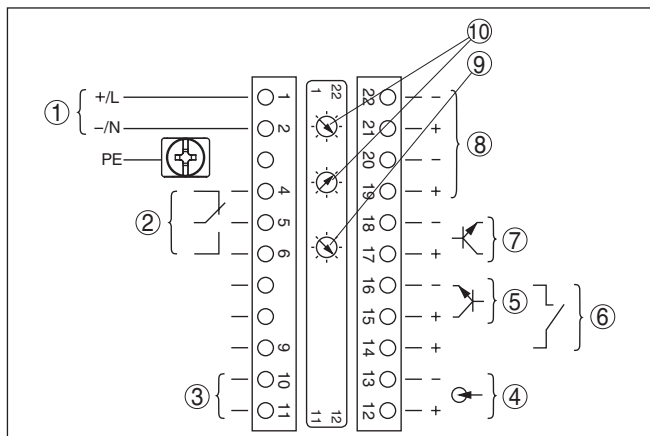 ⑩
⑨
① +/L 1 1 22 22 − ⑧
−/N 2 21 +
PE 20 −
② 4 19 +
5 18 − ⑦
6 17 +
16 − ⑤ ⑥
15 +
9 14 +
③ 10 13 − ④
11 11 12 12 +